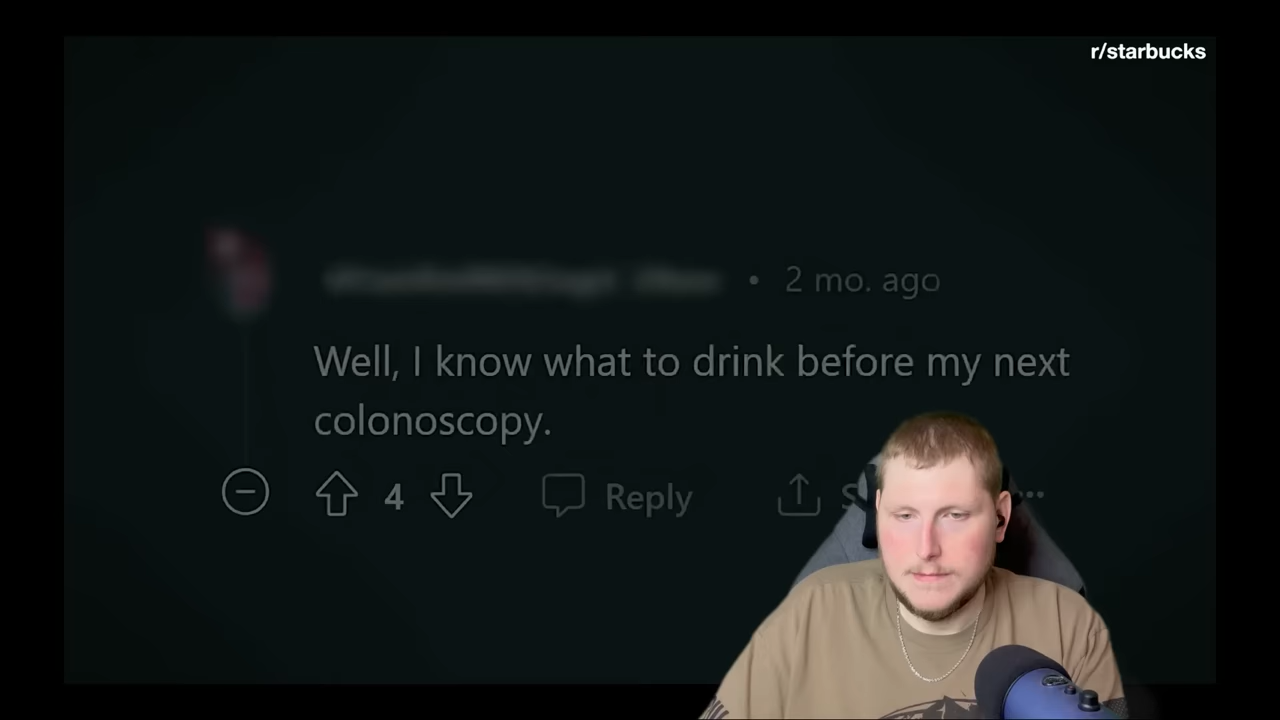 r/starbucks
• 2 mo. ago
Well, I know what to drink before my next
colonoscopy.
4 Reply